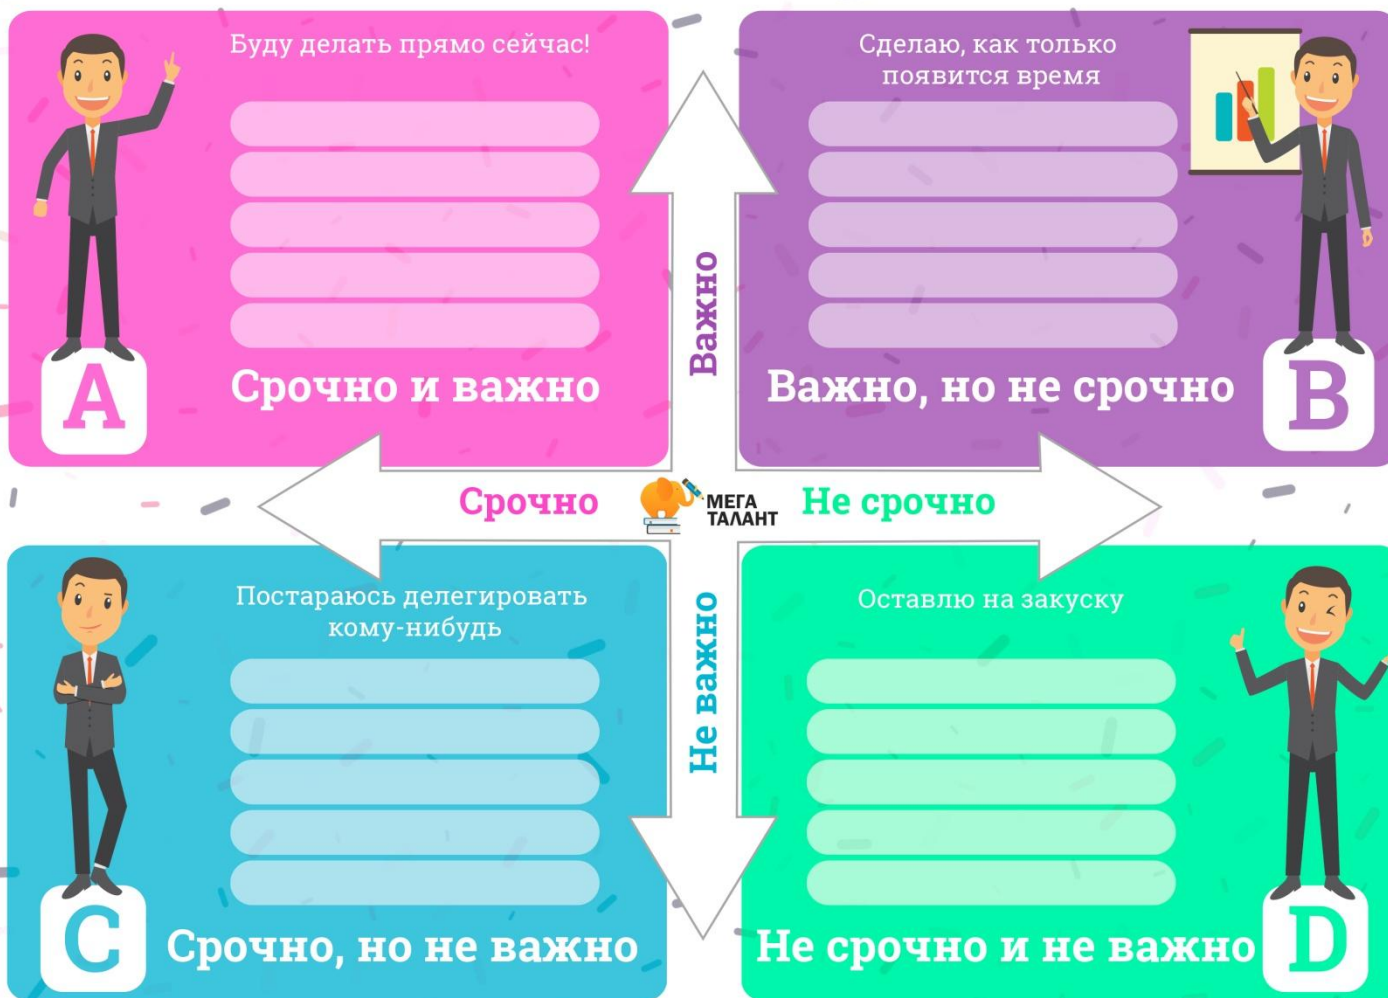 Буду делать прямо сейчас!
Срочно и важно
A
Сделаю, как только
появится время
Важно, но не срочно
B
Важно
Срочно
МЕГА
ТАЛАНТ
Не срочно
Не важно
Постараюсь делегировать
кому-нибудь
C
Срочно, но не важно
Оставлю на закуску
Не срочно и не важно
D